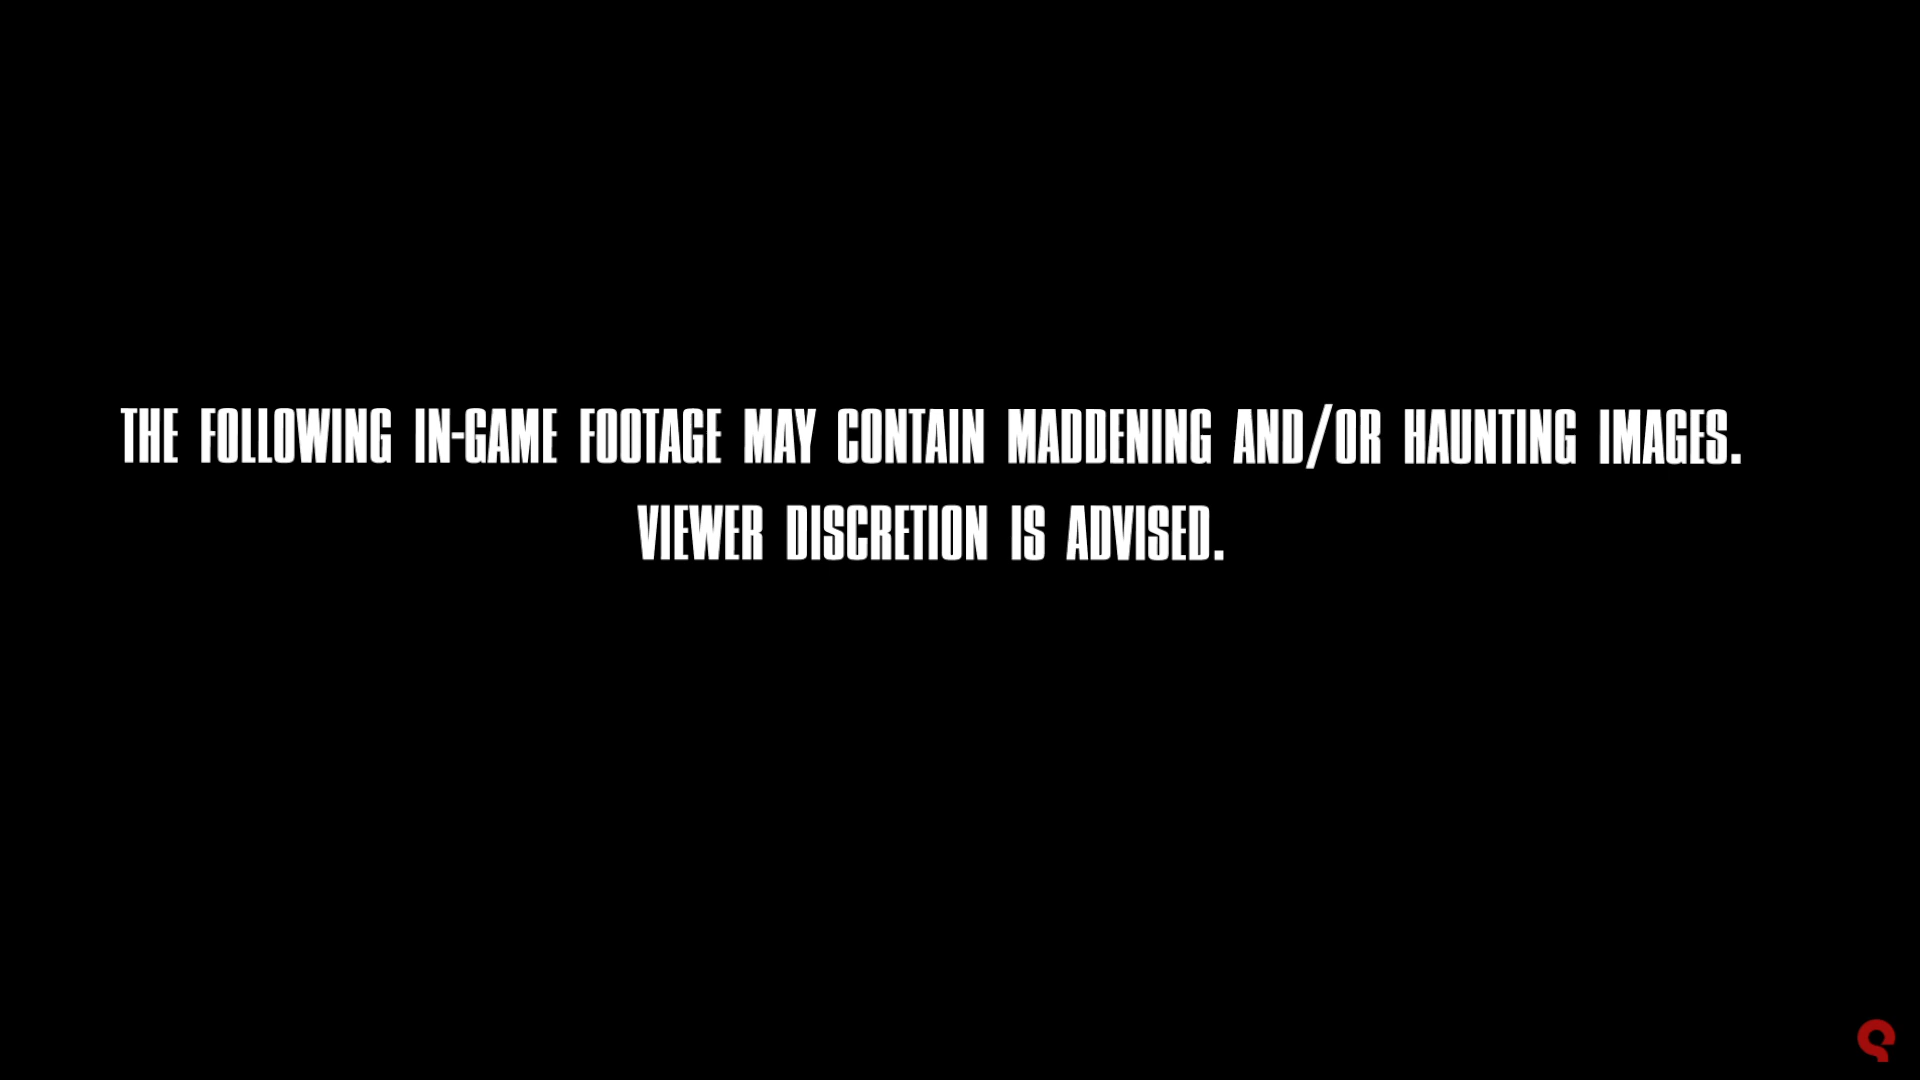 THE FOLLOWING IN-GAME FOOTAGE MAY CONTAIN MADDENING AND/OR HAUNTING IMAGES.
VIEWER DISCRETION IS ADVISED.